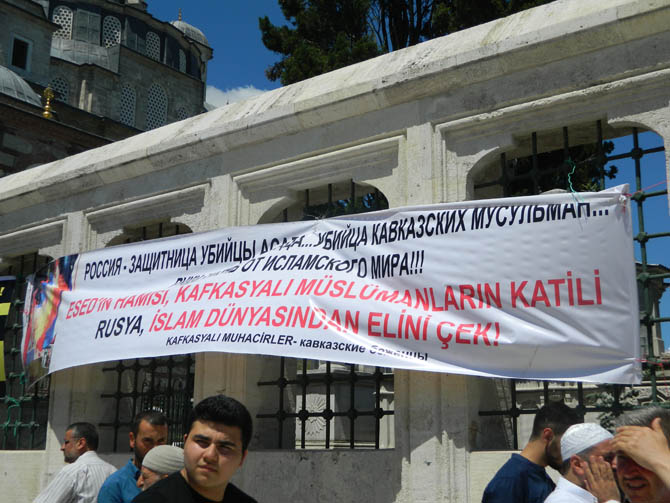 РОССИЯ - ЗАЩИТНИЦА УБИЙЦЫ АСАДА...УБИЙЦА КАВКАЗСКИХ МУСУЛЬМАН...
ОТ ИСЛАМСКОГО МИРА!!!
ESED'İN HAMİSİ, KAFKASYALI MÜSLÜMANLARIN KATİLİ
RUSYA, İSLAM DÜNYASINDAN ELİNİ ÇEK!
KAFKASYALI MUHACİRLER- кавказские беженцы